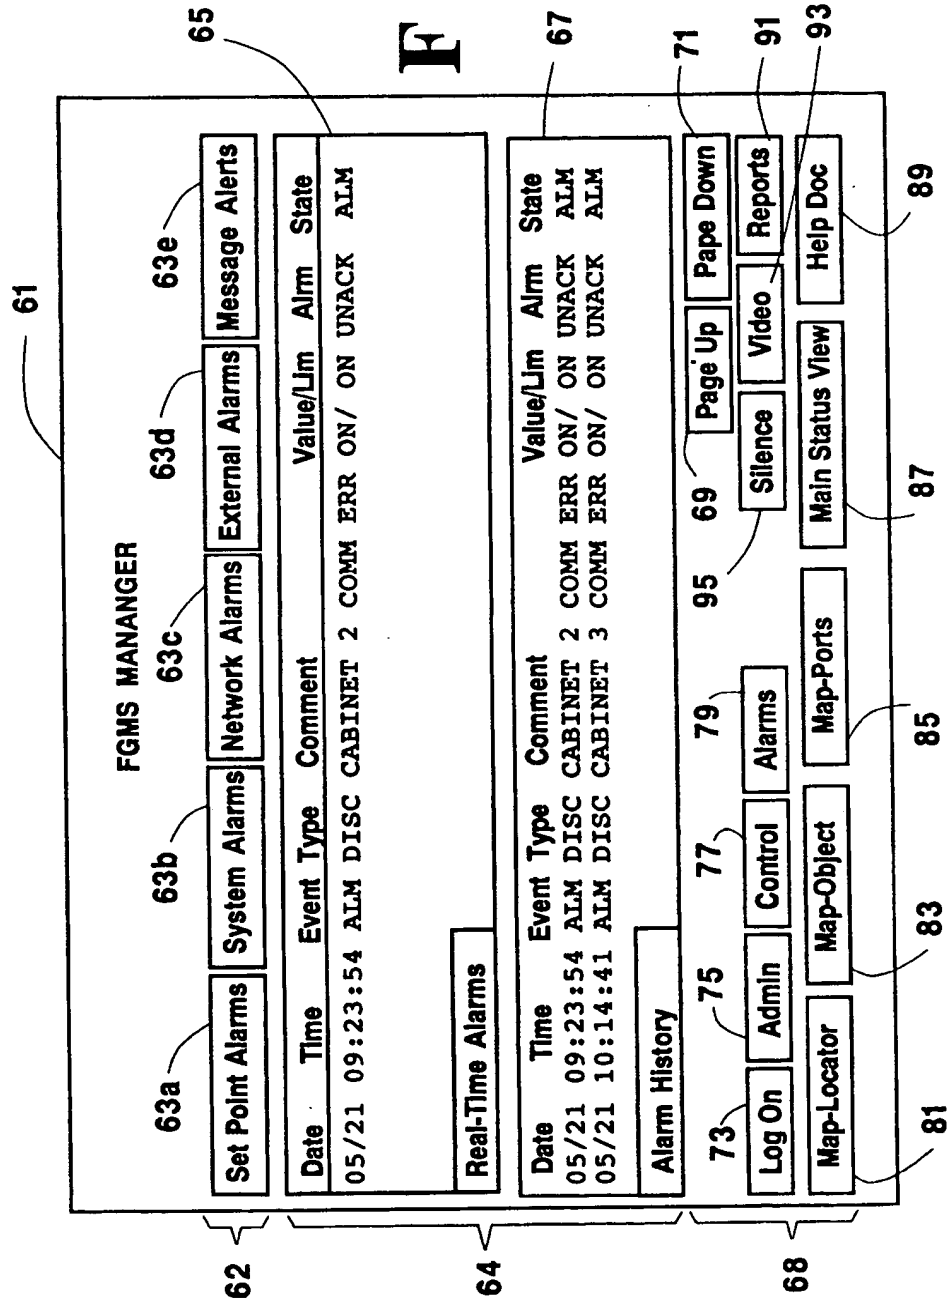 61
FGMS MANANGER
63a 63b 63c 63d 63e
62
Set Point Alarms System Alarms Network Alarms External Alarms Message Alerts
65
64
Date Time Event Type Comment Value/Lim Alrm State
05/21 09:23:54 ALM DISC CABINET 2 COMM ERR ON/ ON UNACK ALM
Real-Time Alarms
F
67
Date Time Event Type Comment Value/Lim Alrm State
05/21 09:23:54 ALM DISC CABINET 2 COMM ERR ON/ ON UNACK ALM
05/21 10:14:41 ALM DISC CABINET 3 COMM ERR ON/ ON UNACK ALM
Alarm History
68
69 Page Up Pape Down 71
73 75 77 79 95
Log On Admin Control Alarms Silence Video Reports 91
93
Map-Locator Map-Object Map-Ports Main Status View Help Doc
81 83 85 87 89